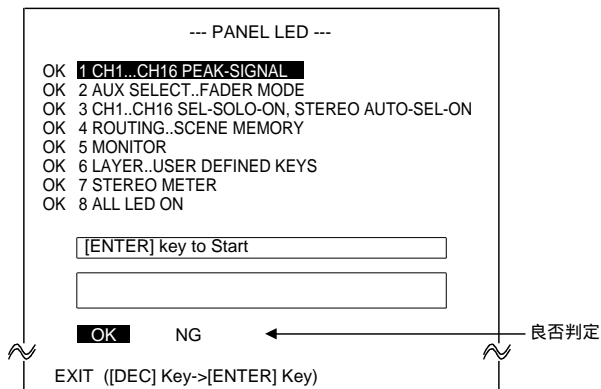 --- PANEL LED ---
OK 1 CH1...CH16 PEAK-SIGNAL
OK 2 AUX SELECT..FADER MODE
OK 3 CH1..CH16 SEL-SOLO-ON, STEREO AUTO-SEL-ON
OK 4 ROUTING..SCENE MEMORY
OK 5 MONITOR
OK 6 LAYER..USER DEFINED KEYS
OK 7 STEREO METER
OK 8 ALL LED ON
[ENTER] key to Start
OK NG 良否判定
EXIT ([DEC] Key->[ENTER] Key)